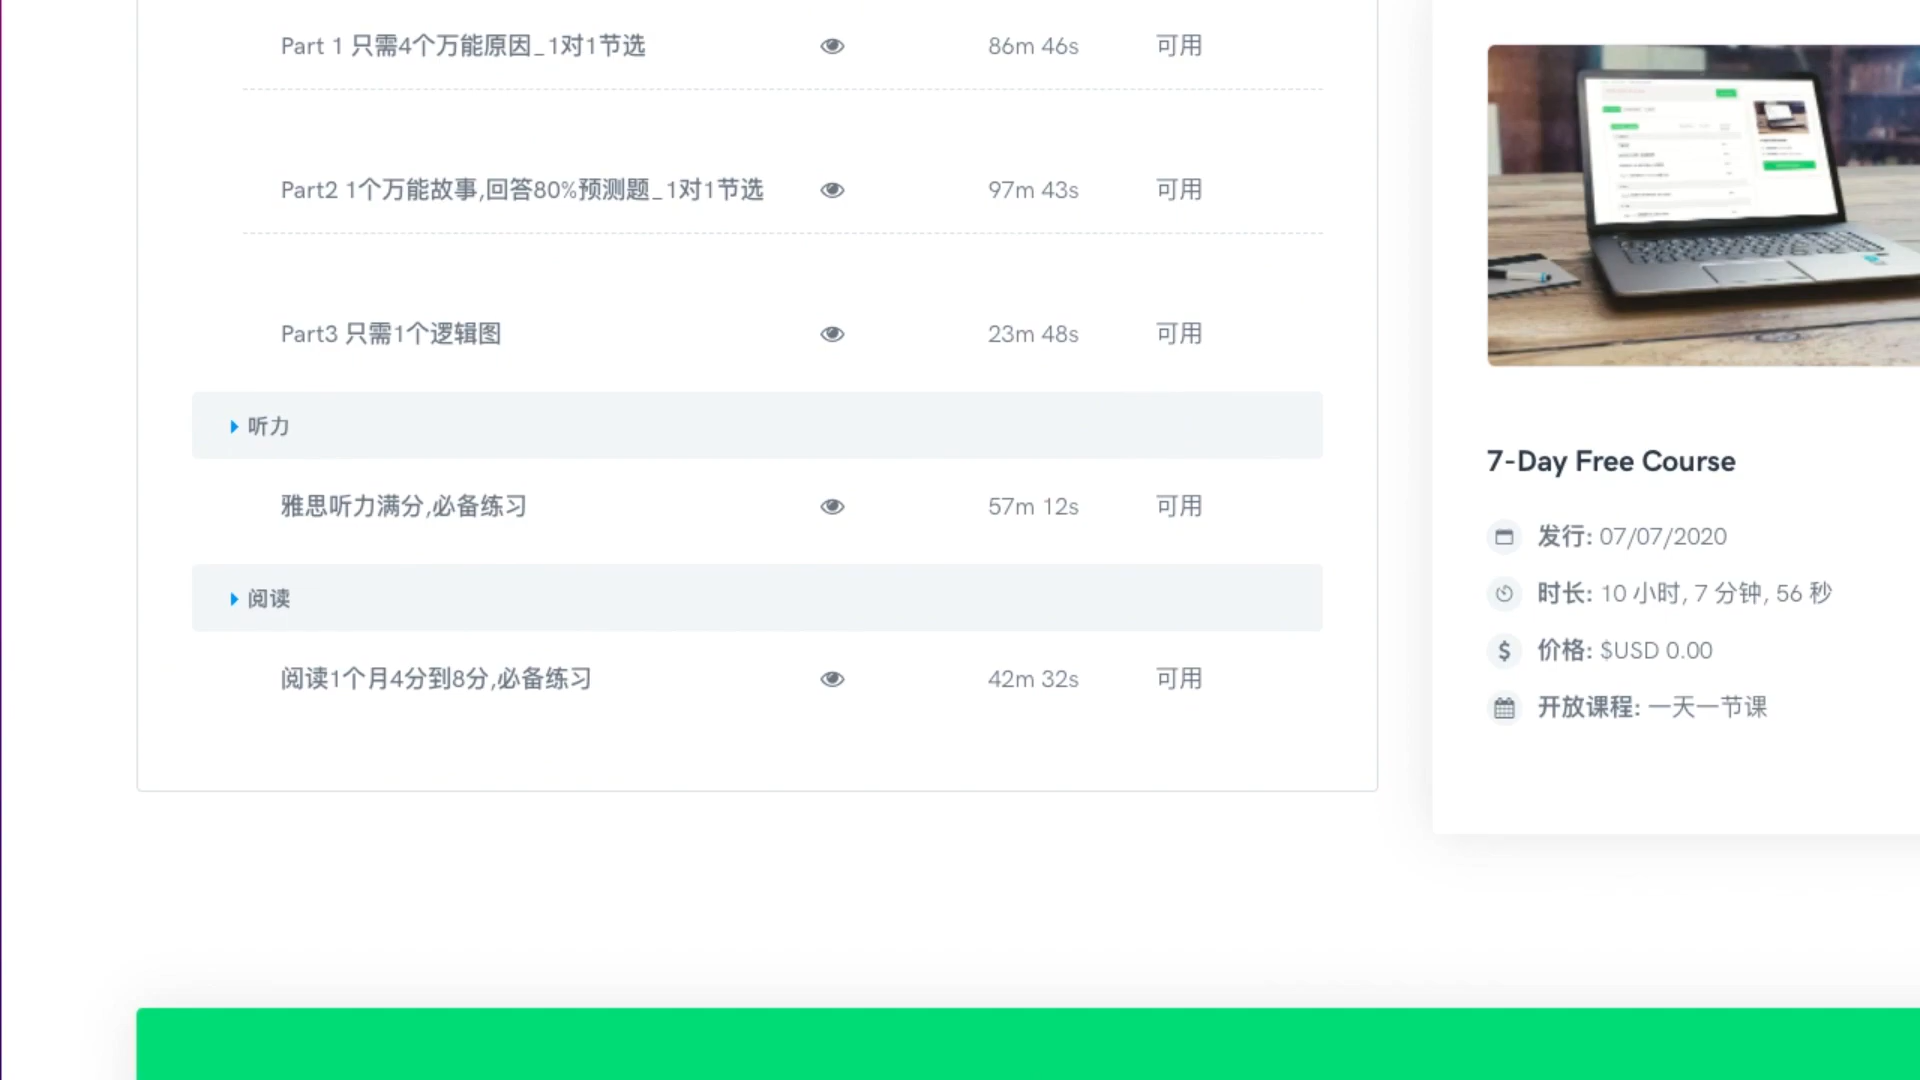 Part 1 只需4个万能原因_1对1节选 86m 46s 可用
Part2 1个万能故事,回答80%预测题_1对1节选 97m 43s 可用
Part3 只需1个逻辑图 23m 48s 可用
听力
雅思听力满分,必备练习 57m 12s 可用
阅读
阅读1个月4分到8分,必备练习 42m 32s 可用
7-Day Free Course
发行: 07/07/2020
时长: 10 小时, 7 分钟, 56 秒
价格: $USD 0.00
开放课程: 一天一节课